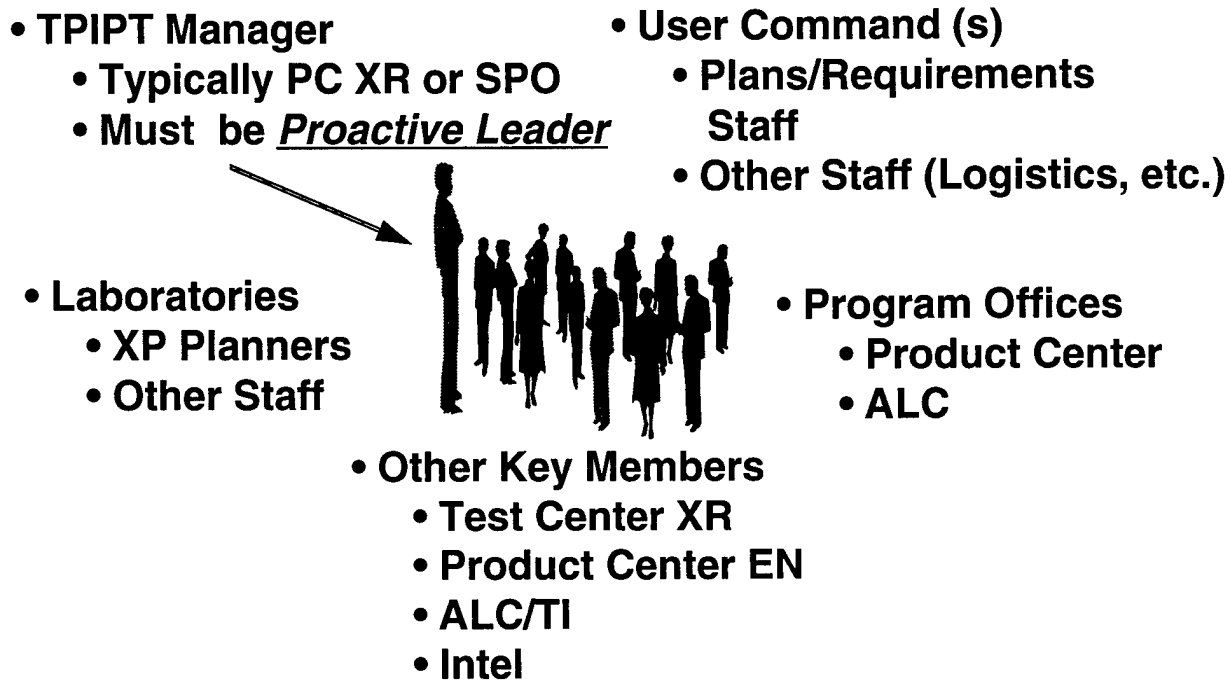 • TPIPT Manager
• Typically PC XR or SPO
• Must be Proactive Leader
• User Command (s)
• Plans/Requirements
Staff
• Other Staff (Logistics, etc.)
• Laboratories
• XP Planners
• Other Staff
• Program Offices
• Product Center
• ALC
• Other Key Members
• Test Center XR
• Product Center EN
• ALC/TI
• Intel